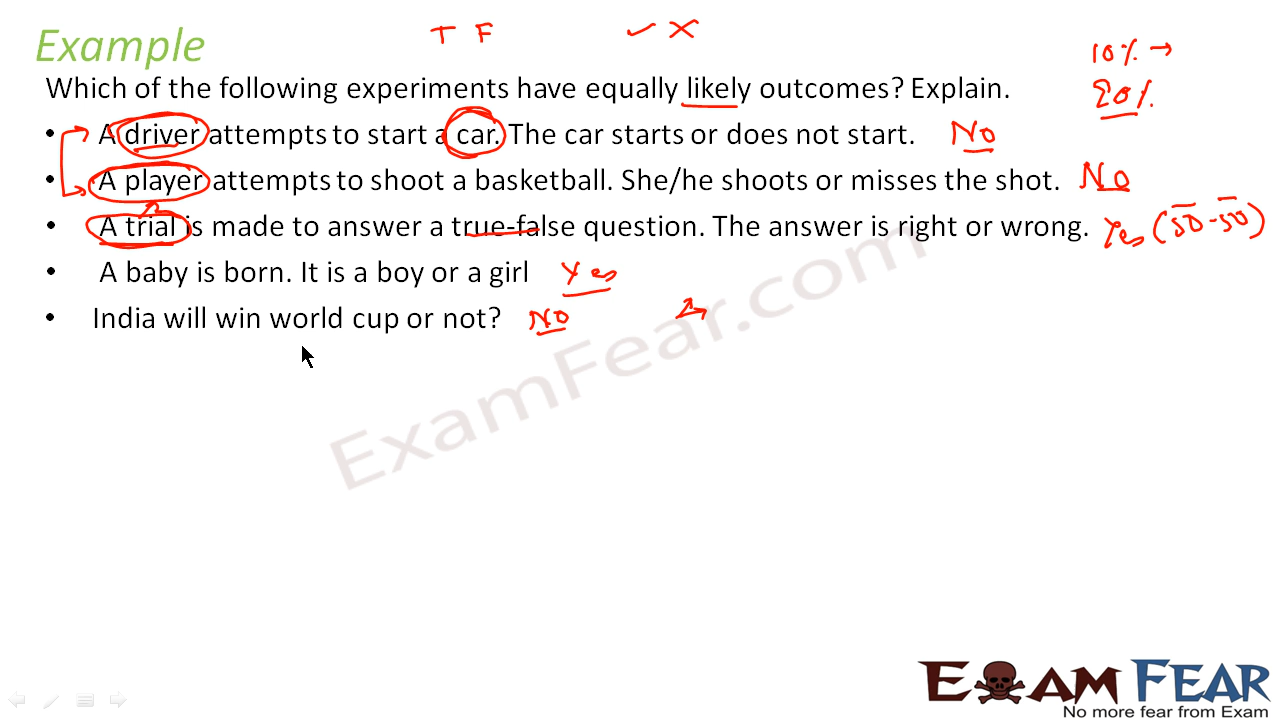 T F ✓ X
Example
10% →
Which of the following experiments have equally likely outcomes? Explain.
20%
• A driver attempts to start a car. The car starts or does not start. No
• A player attempts to shoot a basketball. She/he shoots or misses the shot. No
• A trial is made to answer a true-false question. The answer is right or wrong. Yes (50-50)
• A baby is born. It is a boy or a girl Yes
• India will win world cup or not? No
ExamFear.com
EXAM FEAR
No more fear from Exam